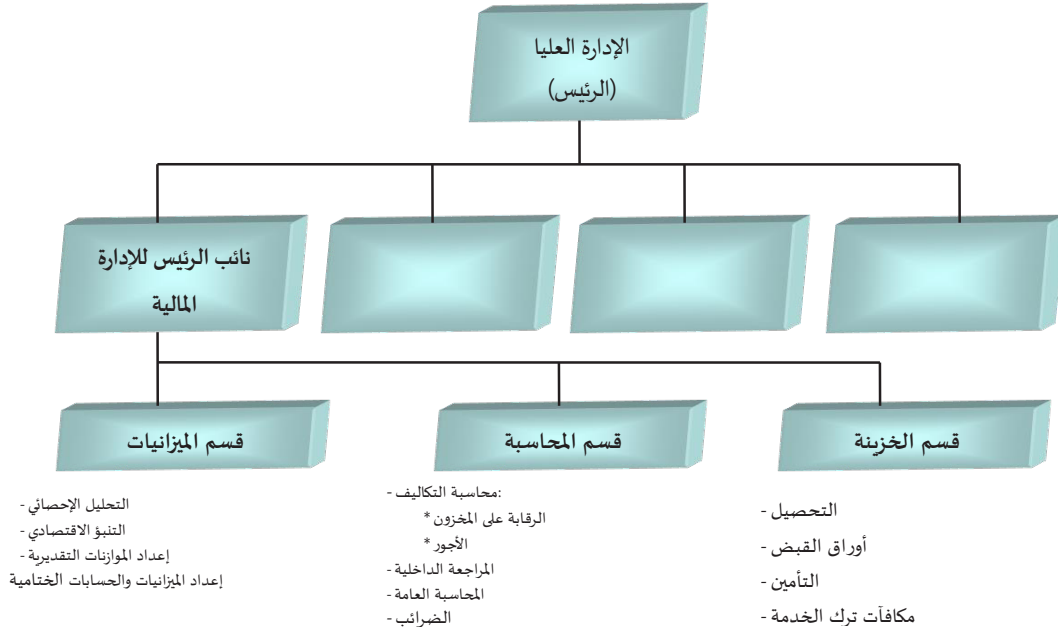 الإدارة العليا
(الرئيس)
نائب الرئيس للإدارة
المالية
قسم الخزينة
- التحصيل
- أوراق القبض
- التأمين
- مكافآت ترك الخدمة
قسم المحاسبة
- محاسبة التكاليف:
* الرقابة على المخزون
* الأجور
- المراجعة الداخلية
- المحاسبة العامة
- الضرائب
قسم الميزانيات
- التحليل الإحصائي
- التنبؤ الاقتصادي
- إعداد الموازنات التقديرية
إعداد الميزانيات والحسابات الختامية